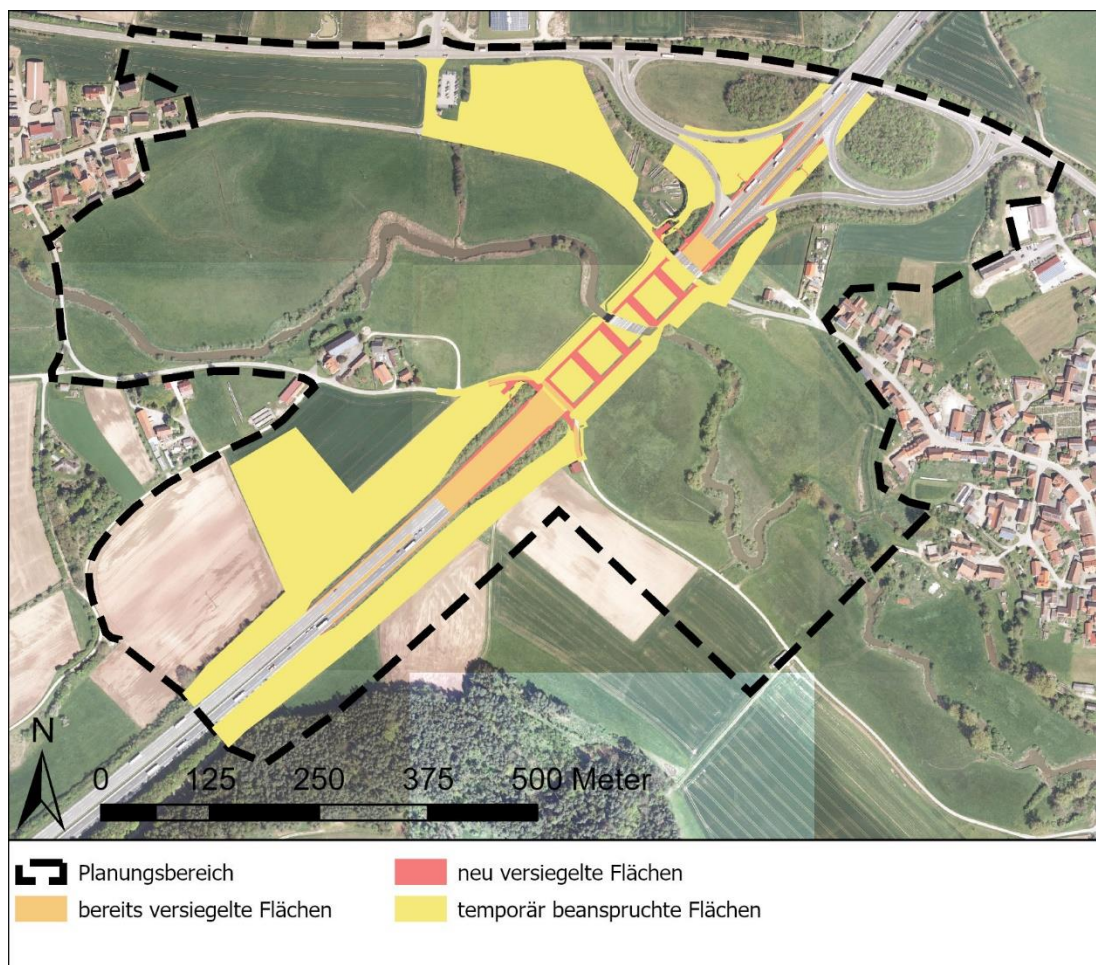 N
0 125 250 375 500 Meter
Planungsbereich
neu versiegelte Flächen
bereits versiegelte Flächen
temporär beanspruchte Flächen